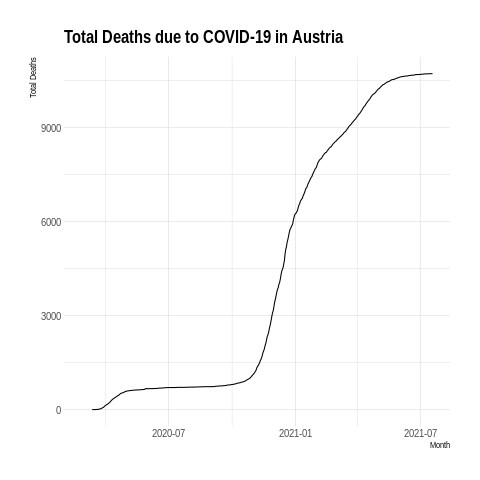 Total Deaths due to COVID-19 in Austria
Total Deaths
9000
6000
3000
0
2020-07 2021-01 2021-07
Month